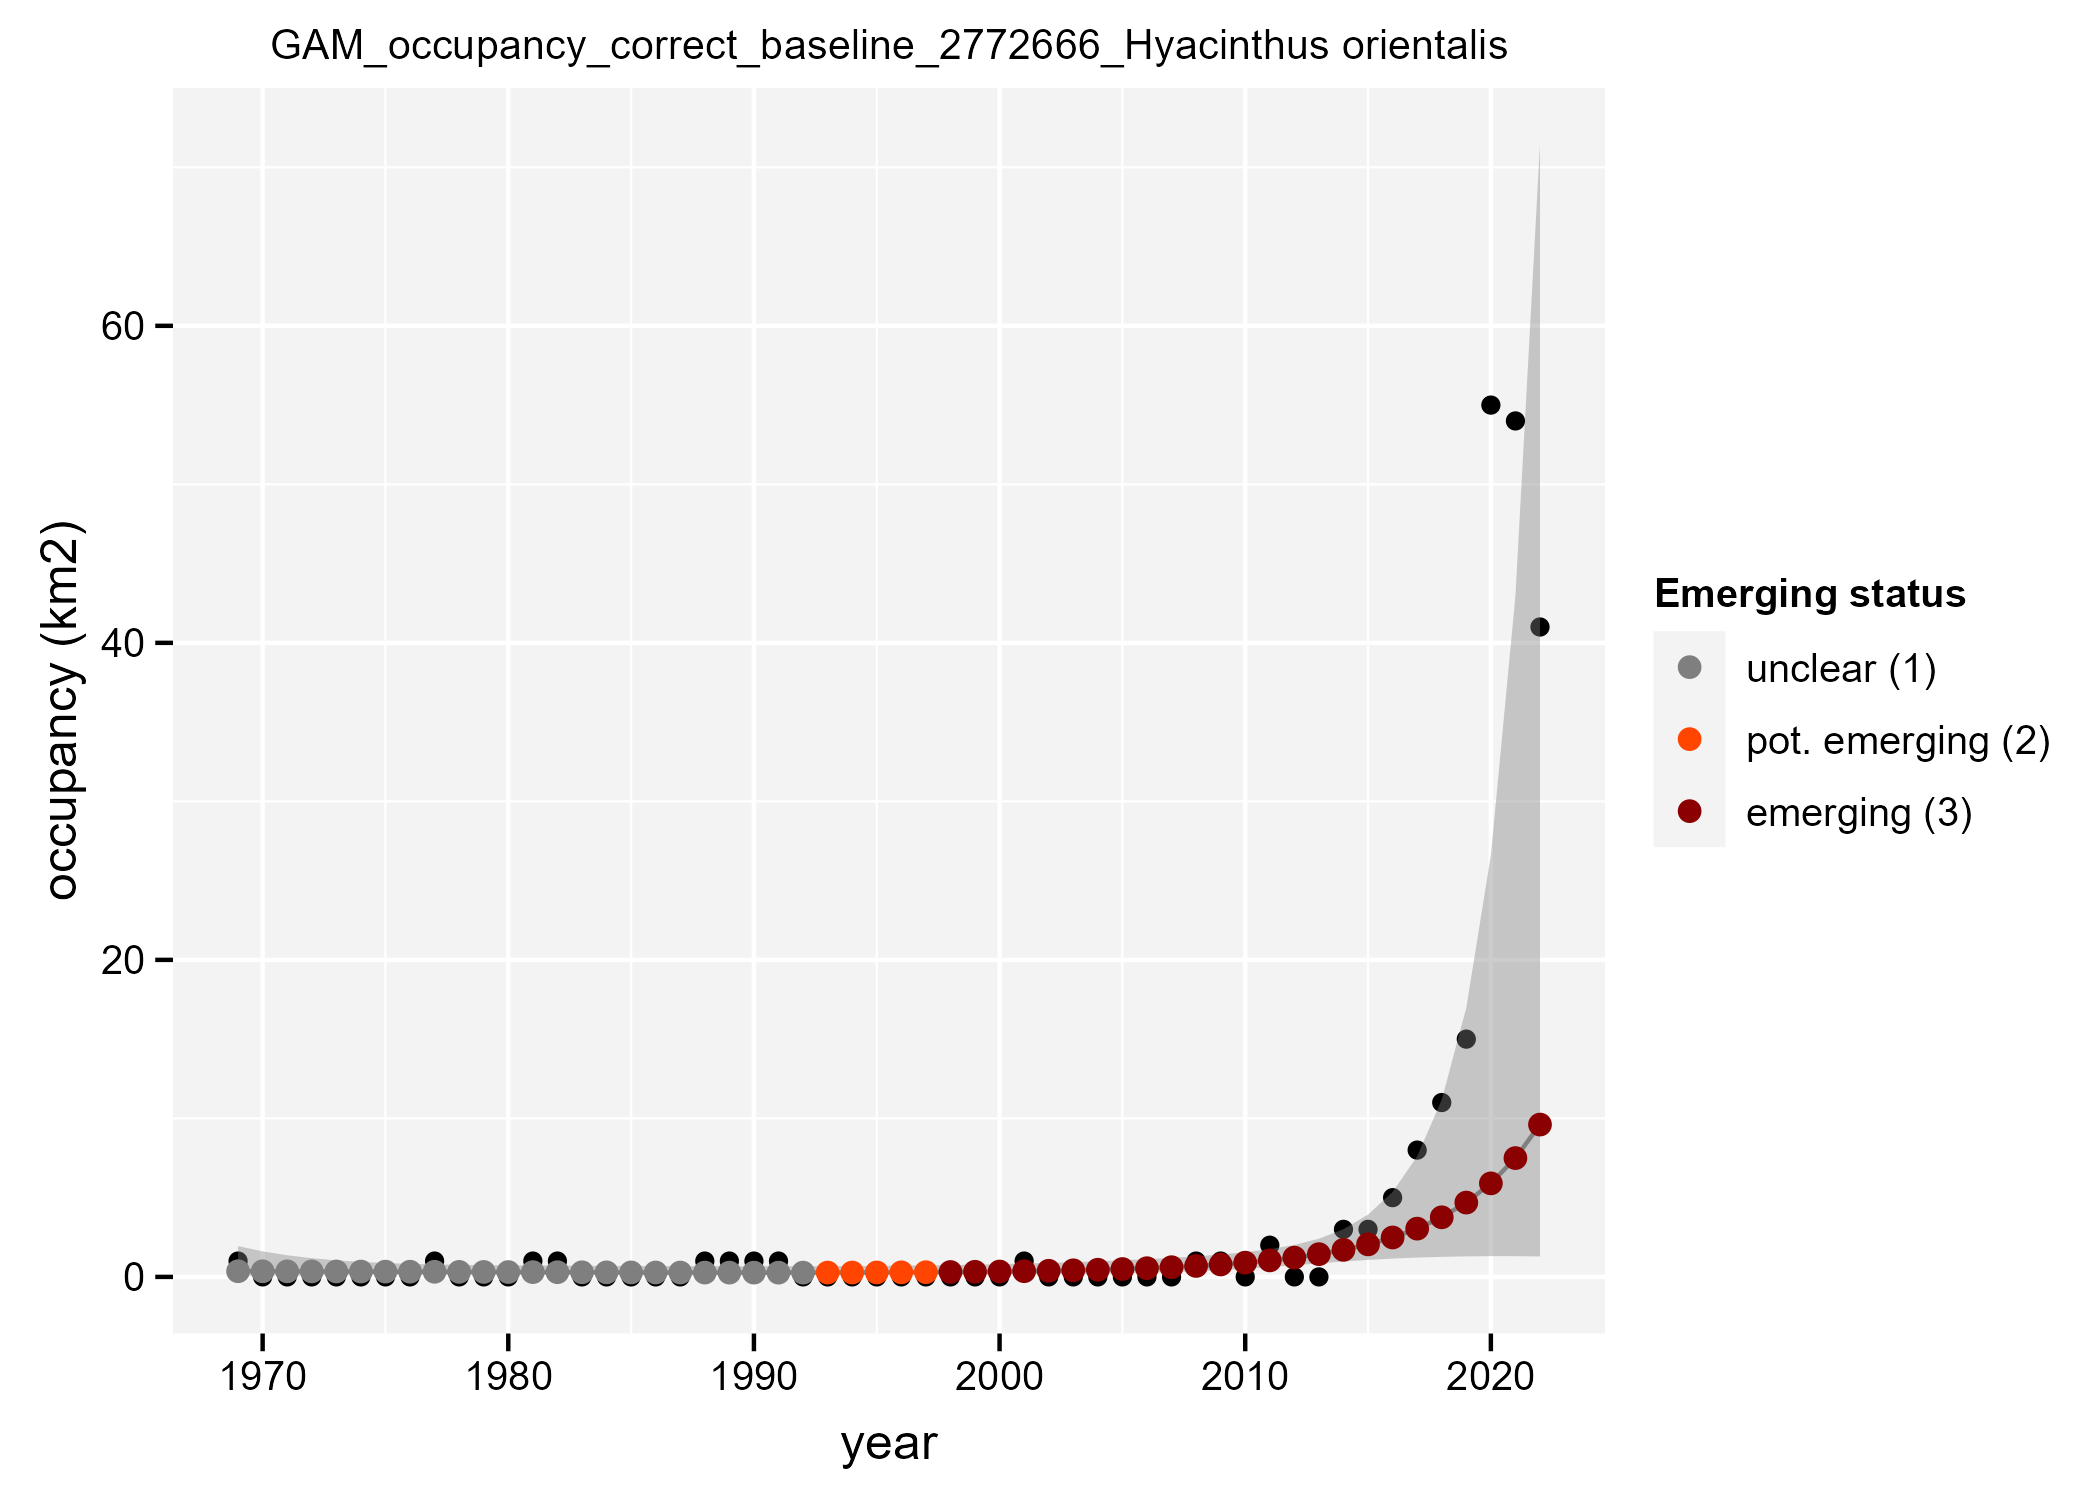 GAM_occupancy_correct_baseline_2772666_Hyacinthus orientalis
occupancy (km2)
60
40
20
0
1970 1980 1990 2000 2010 2020
year
Emerging status
unclear (1)
pot. emerging (2)
emerging (3)